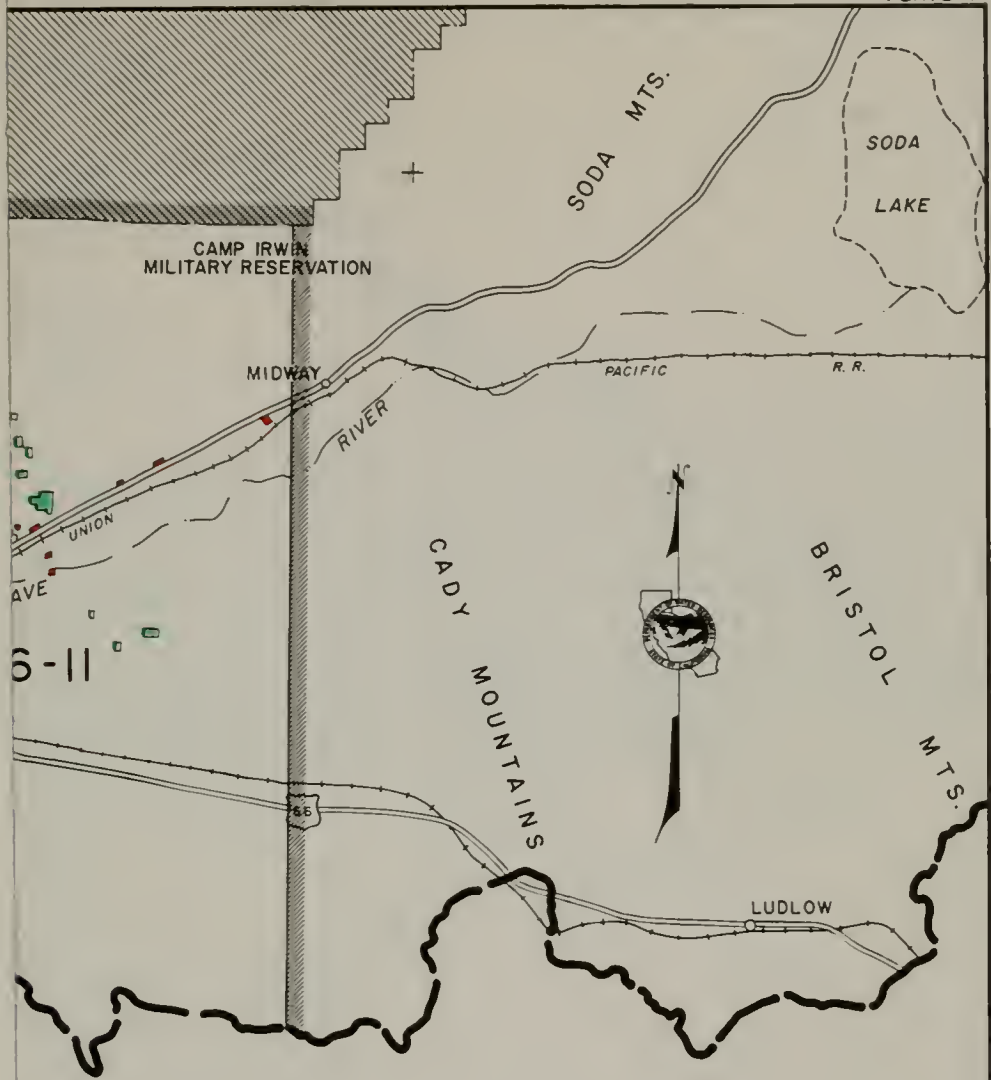 SODA MTS.
SODA
LAKE
CAMP IRWIN
MILITARY RESERVATION
MIDWAY
PACIFIC R. R.
RIVER
UNION
AVE
6-11
N
CADY MOUNTAINS
BRISTOL MTS.
66
LUDLOW